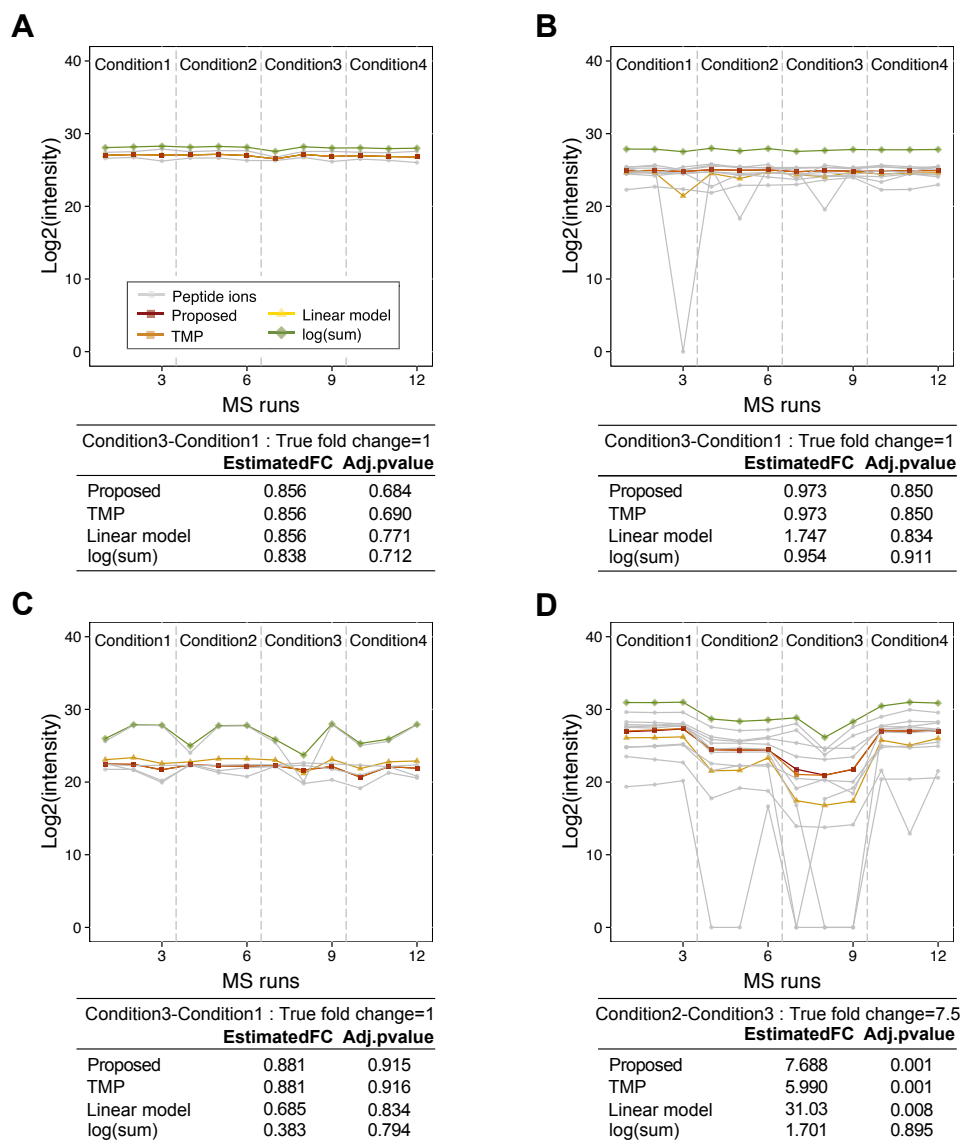 A
Log2(intensity)
40
30
20
10
0
Condition1 Condition2 Condition3 Condition4
Peptide ions
Proposed
TMP
Linear model
log(sum)
3 6 9 12
MS runs
Condition3-Condition1 : True fold change=1
EstimatedFC Adj.pvalue
Proposed 0.856 0.684
TMP 0.856 0.690
Linear model 0.856 0.771
log(sum) 0.838 0.712
B
Log2(intensity)
40
30
20
10
0
Condition1 Condition2 Condition3 Condition4
3 6 9 12
MS runs
Condition3-Condition1 : True fold change=1
EstimatedFC Adj.pvalue
Proposed 0.973 0.850
TMP 0.973 0.850
Linear model 1.747 0.834
log(sum) 0.954 0.911
C
Log2(intensity)
40
30
20
10
0
Condition1 Condition2 Condition3 Condition4
3 6 9 12
MS runs
Condition3-Condition1 : True fold change=1
EstimatedFC Adj.pvalue
Proposed 0.881 0.915
TMP 0.881 0.916
Linear model 0.685 0.834
log(sum) 0.383 0.794
D
Log2(intensity)
40
30
20
10
0
Condition1 Condition2 Condition3 Condition4
3 6 9 12
MS runs
Condition2-Condition3 : True fold change=7.5
EstimatedFC Adj.pvalue
Proposed 7.688 0.001
TMP 5.990 0.001
Linear model 31.03 0.008
log(sum) 1.701 0.895